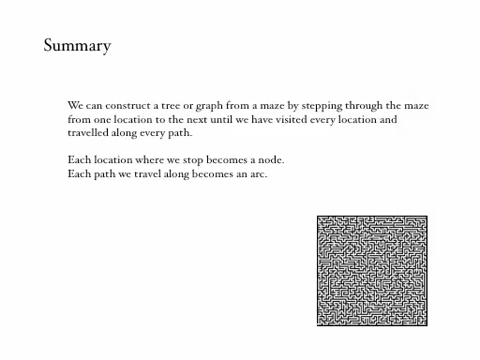 Summary
We can construct a tree or graph from a maze by stepping through the maze
from one location to the next until we have visited every location and
travelled along every path.
Each location where we stop becomes a node.
Each path we travel along becomes an arc.